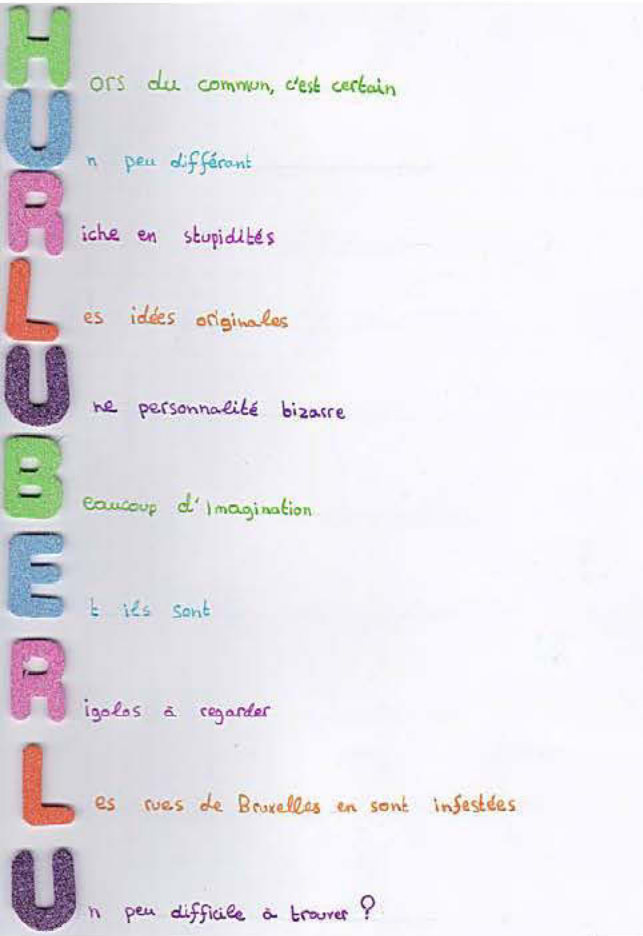 Hors du commun, c'est certain
Un peu différant
Riche en stupidités
Les idées originales
Une personnalité bizarre
Beaucoup d'imagination
Et ils sont
Rigolos à regarder
Les rues de Bruxelles en sont infestées
Un peu difficile à trouver ?